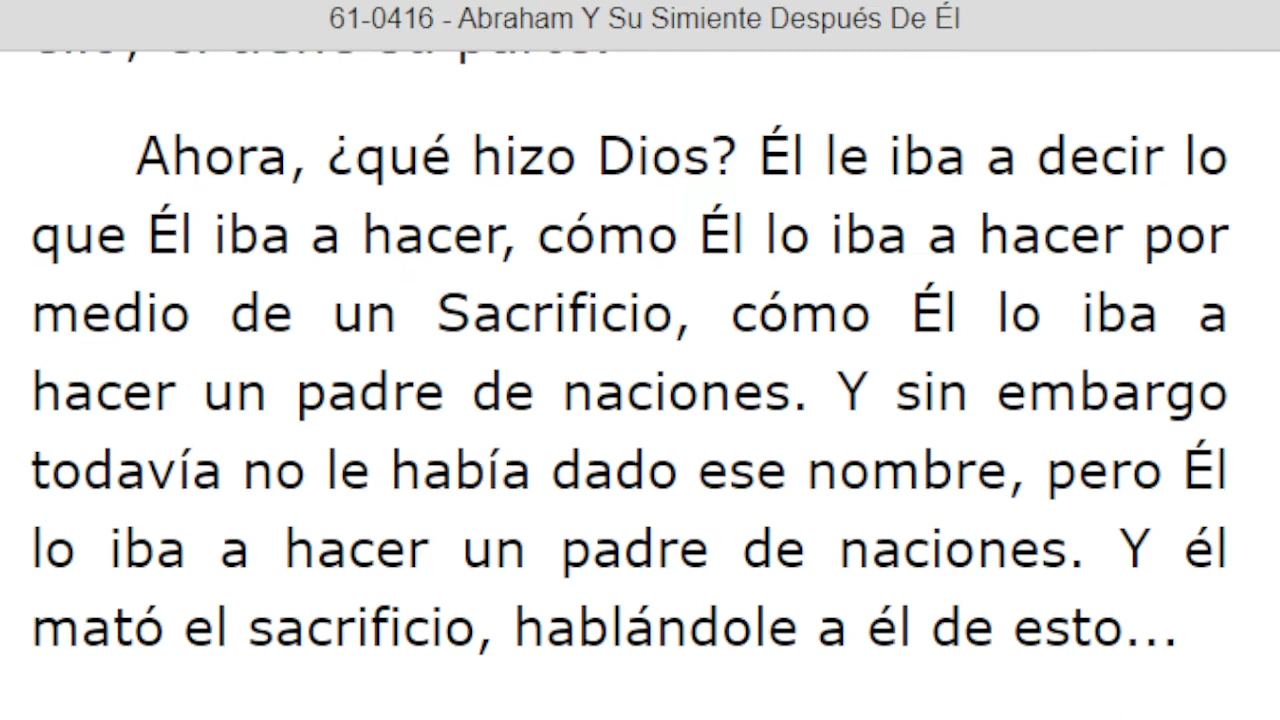 61-0416 - Abraham Y Su Simiente Después De Él
Ahora, ¿qué hizo Dios? Él le iba a decir lo
que Él iba a hacer, cómo Él lo iba a hacer por
medio de un Sacrificio, cómo Él lo iba a
hacer un padre de naciones. Y sin embargo
todavía no le había dado ese nombre, pero Él
lo iba a hacer un padre de naciones. Y él
mató el sacrificio, hablándole a él de esto...